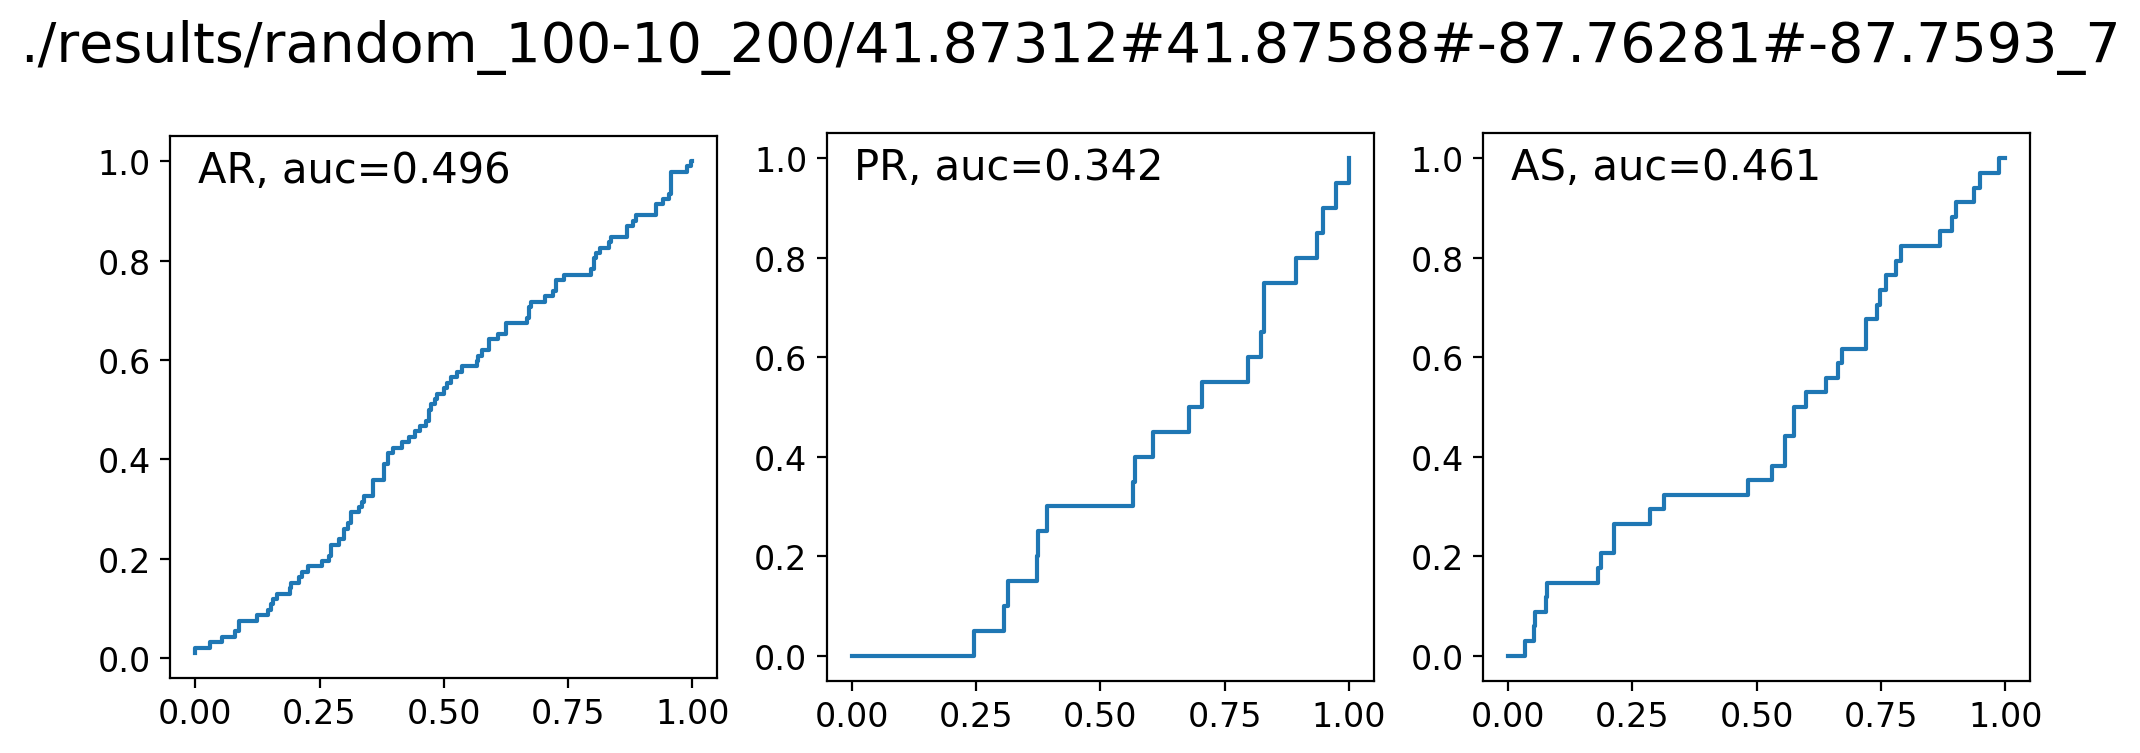 ./results/random_100-10_200/41.87312#41.87588#-87.76281#-87.7593_7
AR, auc=0.496
1.0
0.8
0.6
0.4
0.2
0.0
0.00 0.25 0.50 0.75 1.00
PR, auc=0.342
1.0
0.8
0.6
0.4
0.2
0.0
0.00 0.25 0.50 0.75 1.00
AS, auc=0.461
1.0
0.8
0.6
0.4
0.2
0.0
0.00 0.25 0.50 0.75 1.00